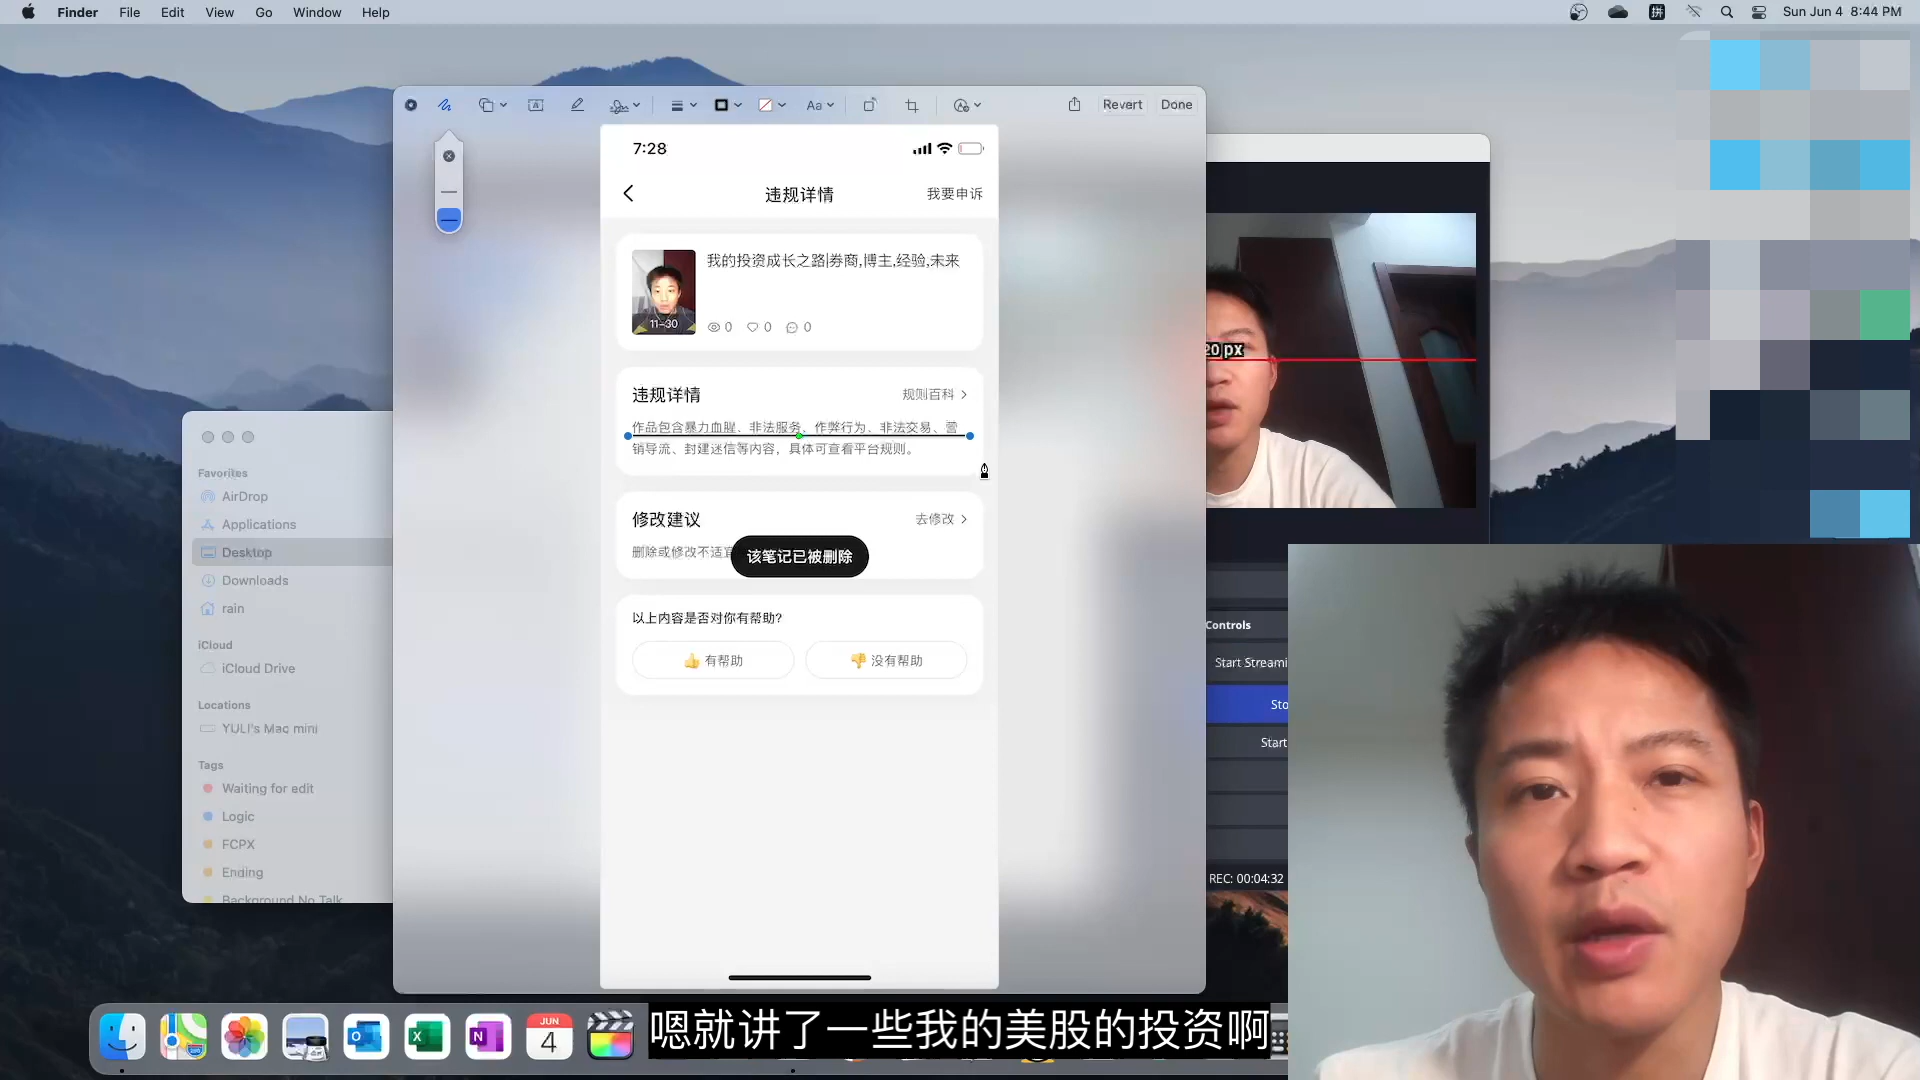 Finder File Edit View Go Window Help
Sun Jun 4 8:44 PM
Aa
Revert Done
7:28
违规详情
我要申诉
我的投资成长之路|券商,博主,经验,未来
11-30
0 0 0
违规详情
规则百科
作品包含暴力血腥、非法服务、作弊行为、非法交易、营
销导流、封建迷信等内容，具体可查看平台规则。
修改建议
去修改
删除或修改不适宜
该笔记已被删除
以上内容是否对你有帮助?
👍 有帮助
👎 没有帮助
Favorites
AirDrop
Applications
Desktop
Downloads
rain
iCloud
iCloud Drive
Locations
YULI's Mac mini
Tags
Waiting for edit
Logic
FCPX
Ending
Background No Talk
20 px
Controls
Start Streami
Sto
Start
REC: 00:04:32
JUN
4
嗯就讲了一些我的美股的投资啊